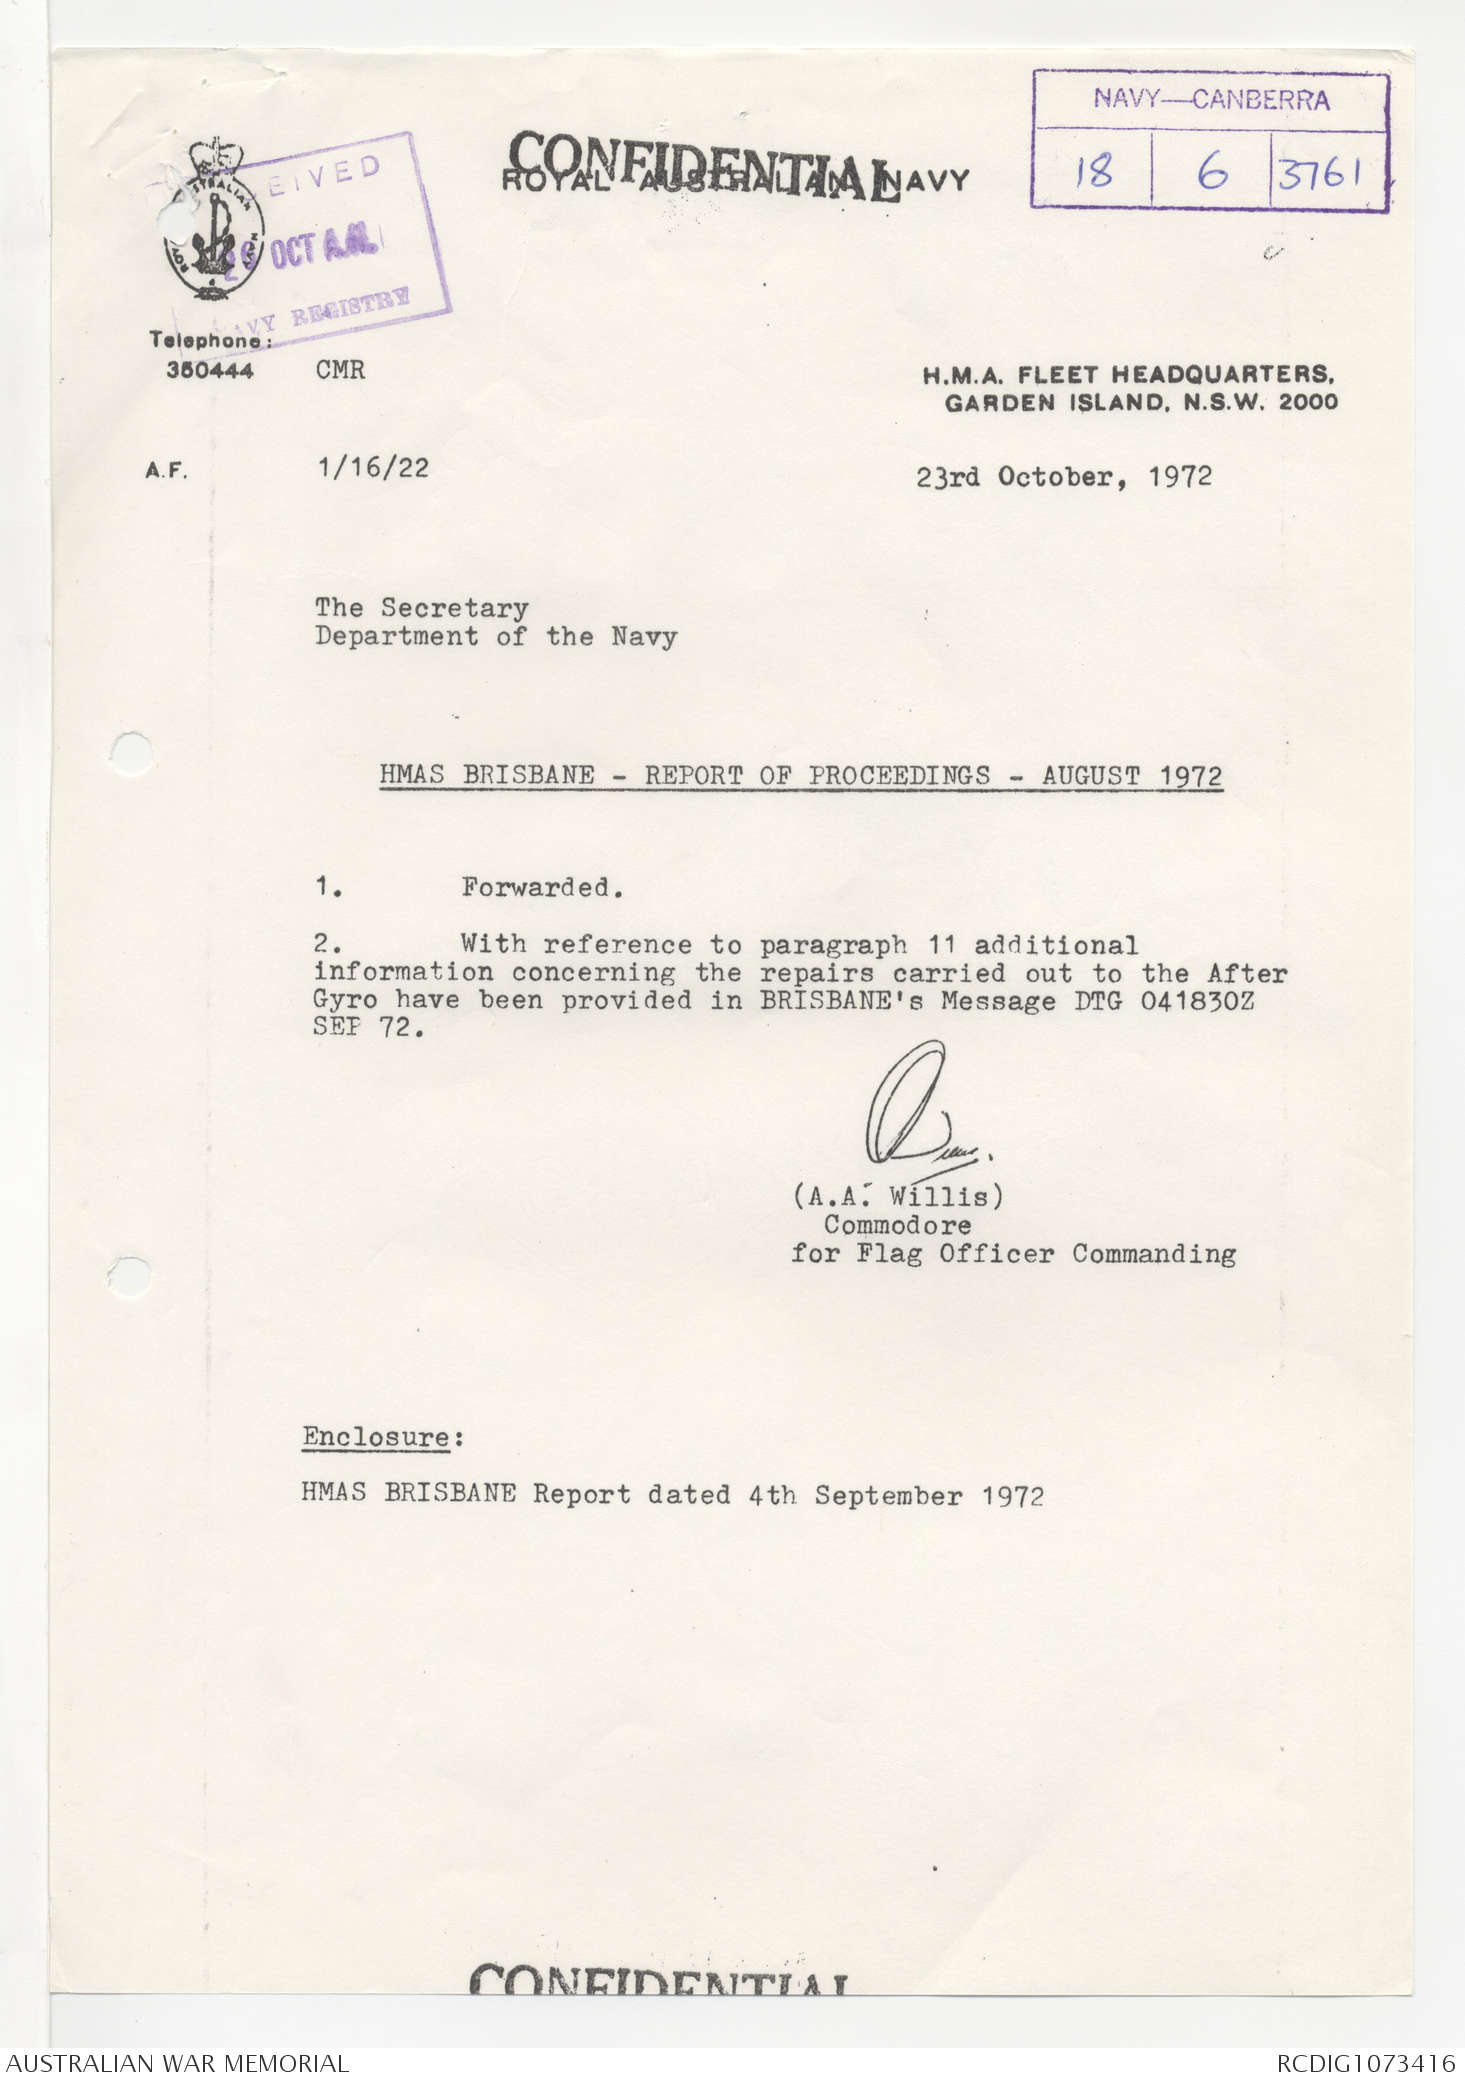 NAVY—CANBERRA
18 6 3761
CONFIDENTIAL
ROYAL AUSTRALIAN NAVY
OCT
NAVY REGISTRY
Telephone:
360444 CMR
H.M.A. FLEET HEADQUARTERS,
GARDEN ISLAND, N.S.W. 2000
A.F. 1/16/22
23rd October, 1972
The Secretary
Department of the Navy
HMAS BRISBANE - REPORT OF PROCEEDINGS - AUGUST 1972
1. Forwarded.
2. With reference to paragraph 11 additional
information concerning the repairs carried out to the After
Gyro have been provided in BRISBANE's Message DTG 041830Z
SEP 72.
(A.A. Willis)
Commodore
for Flag Officer Commanding
Enclosure:
HMAS BRISBANE Report dated 4th September 1972
CONFIDENTIAL
AUSTRALIAN WAR MEMORIAL
RCDIG1073416